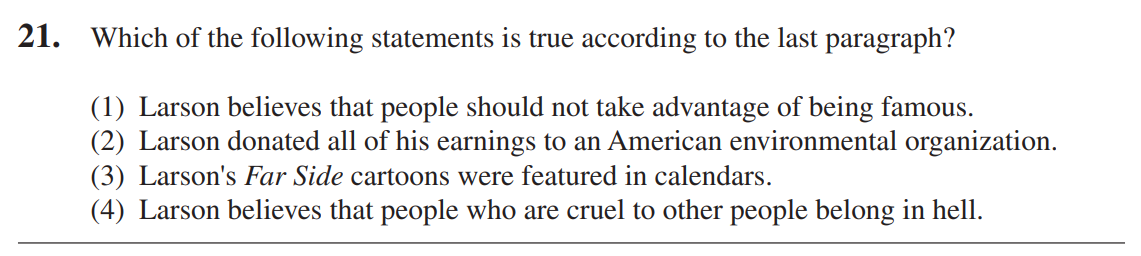 21. Which of the following statements is true according to the last paragraph?
(1) Larson believes that people should not take advantage of being famous.
(2) Larson donated all of his earnings to an American environmental organization.
(3) Larson's Far Side cartoons were featured in calendars.
(4) Larson believes that people who are cruel to other people belong in hell.